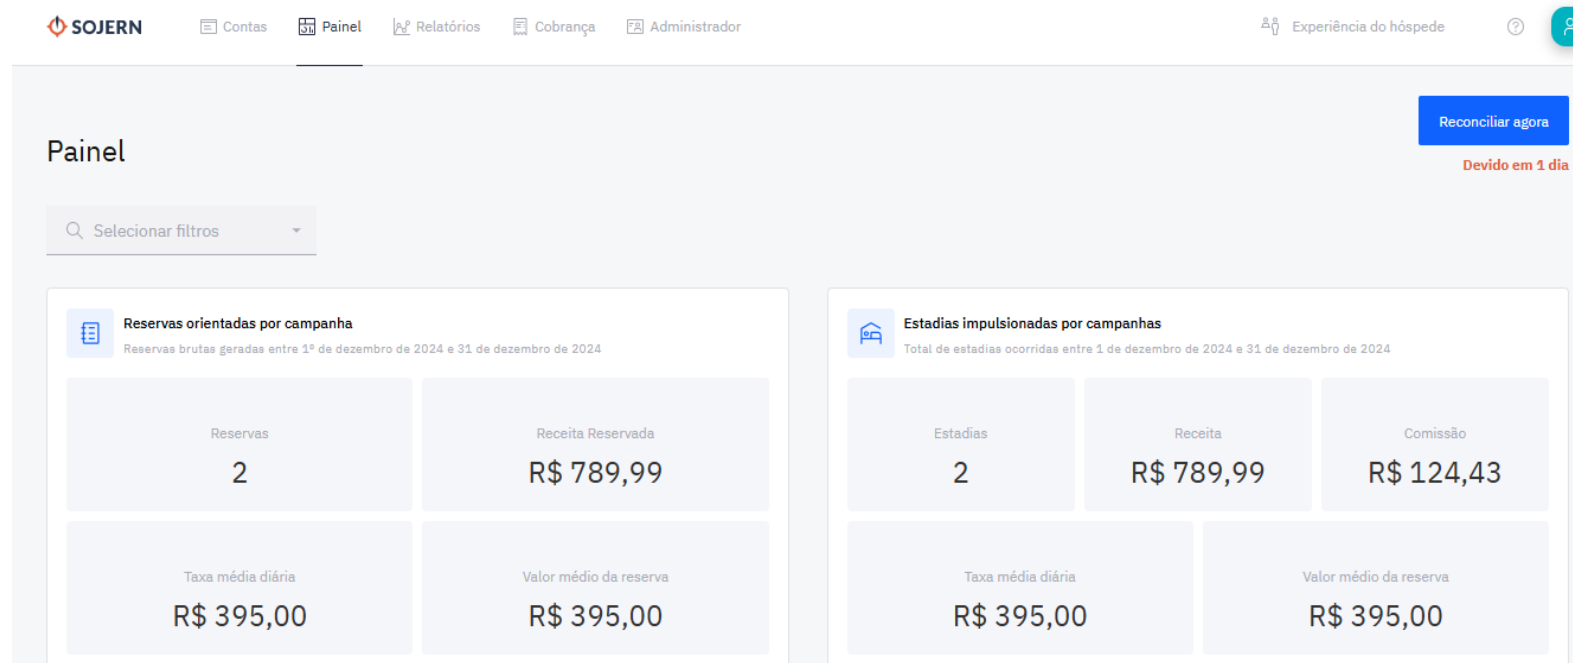 SOJERN
Contas
Painel
Relatórios
Cobrança
Administrador
Experiência do hóspede
Reconciliar agora
Painel
Devido em 1 dia
Selecionar filtros
Reservas orientadas por campanha
Reservas brutas geradas entre 1º de dezembro de 2024 e 31 de dezembro de 2024
Reservas
2
Receita Reservada
R$ 789,99
Taxa média diária
R$ 395,00
Valor médio da reserva
R$ 395,00
Estadias impulsionadas por campanhas
Total de estadias ocorridas entre 1 de dezembro de 2024 e 31 de dezembro de 2024
Estadias
2
Receita
R$ 789,99
Comissão
R$ 124,43
Taxa média diária
R$ 395,00
Valor médio da reserva
R$ 395,00